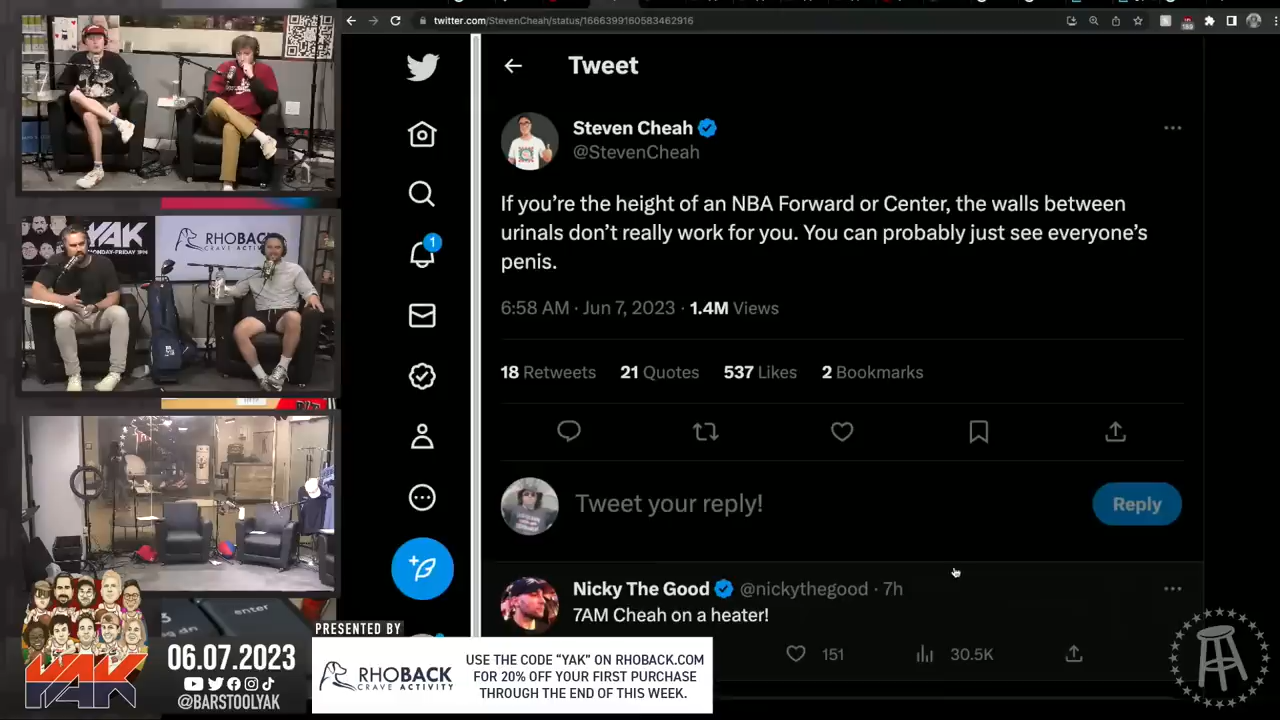 twitter.com/StevenCheah/status/1666399160583462916
Tweet
Steven Cheah
@StevenCheah
If you’re the height of an NBA Forward or Center, the walls between
urinals don’t really work for you. You can probably just see everyone’s
penis.
6:58 AM · Jun 7, 2023 · 1.4M Views
18 Retweets 21 Quotes 537 Likes 2 Bookmarks
1
Tweet your reply!
Reply
Nicky The Good @nickythegood · 7h
7AM Cheah on a heater!
151 30.5K
YAK
MONDAY-FRIDAY 1PM
RHOBACK
enter
YAK
06.07.2023
@BARSTOOLYAK
PRESENTED BY
RHOBACK
CRAVE ACTIVITY
USE THE CODE “YAK” ON RHOBACK.COM
FOR 20% OFF YOUR FIRST PURCHASE
THROUGH THE END OF THIS WEEK.